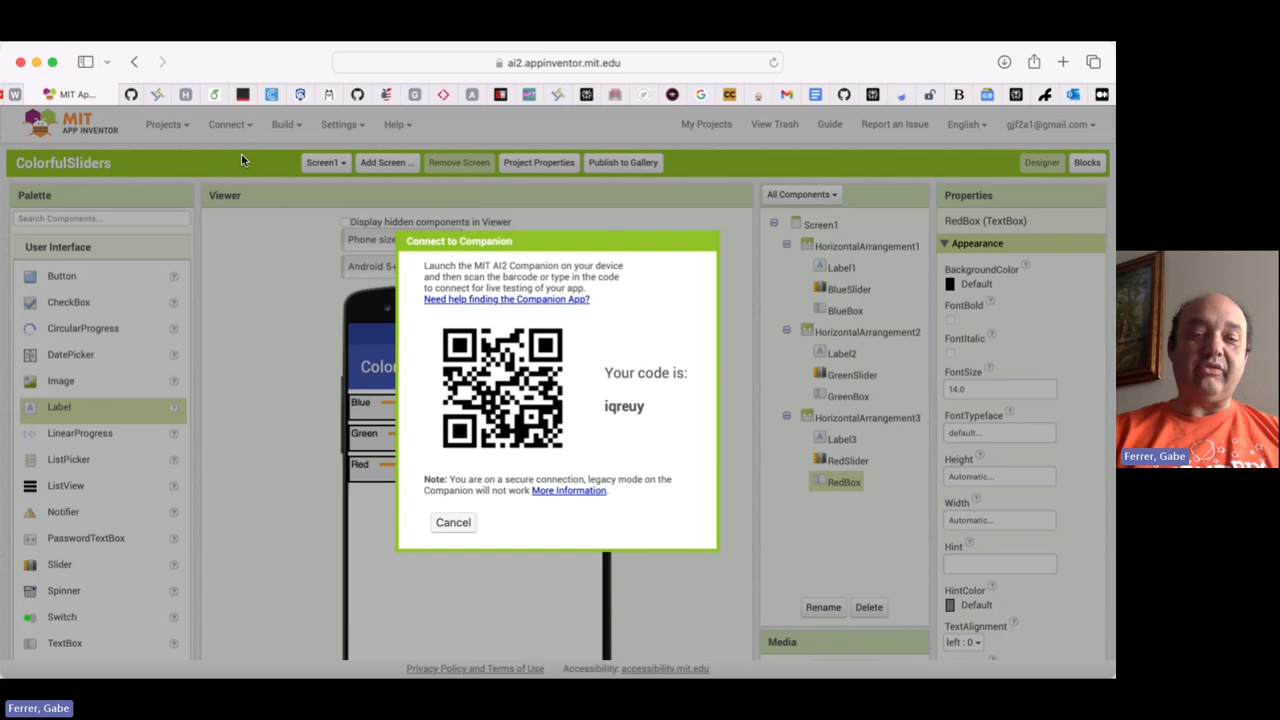 ai2.appinventor.mit.edu
MIT Ap...
MIT
APP INVENTOR
Projects
Connect
Build
Settings
Help
My Projects
View Trash
Guide
Report an Issue
English
gjf2a1@gmail.com
ColorfulSliders
Screen1
Add Screen ...
Remove Screen
Project Properties
Publish to Gallery
Designer
Blocks
Palette
Search Components...
User Interface
Button
CheckBox
CircularProgress
DatePicker
Image
Label
LinearProgress
ListPicker
ListView
Notifier
PasswordTextBox
Slider
Spinner
Switch
TextBox
Viewer
Display hidden components in Viewer
Phone size
Android 5+
Colo
Blue
Green
Red
Connect to Companion
Launch the MIT AI2 Companion on your device
and then scan the barcode or type in the code
to connect for live testing of your app.
Need help finding the Companion App?
Your code is:
iqreuy
Note: You are on a secure connection, legacy mode on the
Companion will not work More Information.
Cancel
All Components
Screen1
HorizontalArrangement1
Label1
BlueSlider
BlueBox
HorizontalArrangement2
Label2
GreenSlider
GreenBox
HorizontalArrangement3
Label3
RedSlider
RedBox
Rename
Delete
Media
Properties
RedBox (TextBox)
Appearance
BackgroundColor
Default
FontBold
FontItalic
FontSize
14.0
FontTypeface
default...
Height
Automatic...
Width
Automatic...
Hint
HintColor
Default
TextAlignment
left : 0
Privacy Policy and Terms of Use
Accessibility: accessibility.mit.edu
Ferrer, Gabe
Ferrer, Gabe